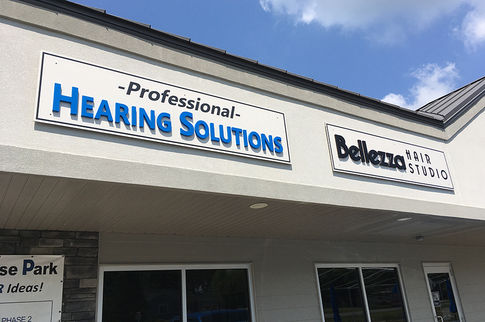 -Professional-
HEARING SOLUTIONS
Bellezza
HAIR
STUDIO
se Park
Ideas!
PHASE 2